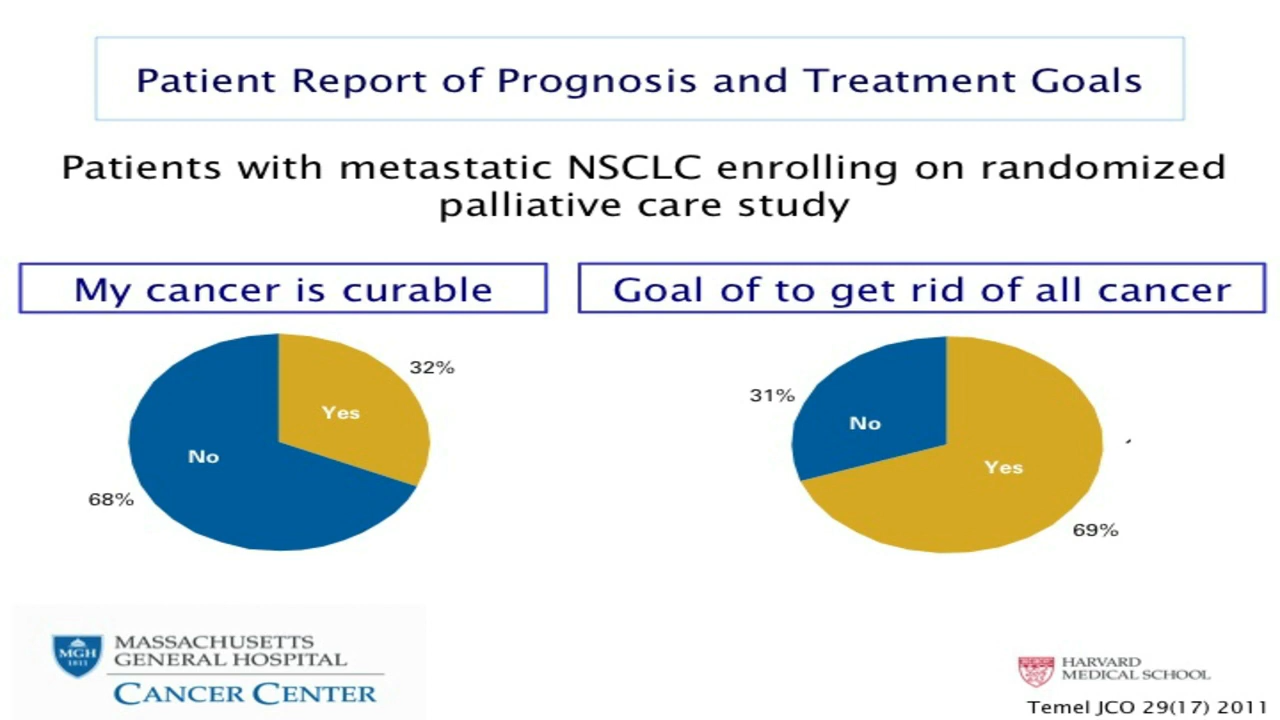 Patient Report of Prognosis and Treatment Goals
Patients with metastatic NSCLC enrolling on randomized
palliative care study
My cancer is curable
Goal of to get rid of all cancer
32%
Yes
No
68%
31%
No
Yes
69%
MGH
1811
MASSACHUSETTS
GENERAL HOSPITAL
CANCER CENTER
HARVARD
MEDICAL SCHOOL
Temel JCO 29(17) 2011